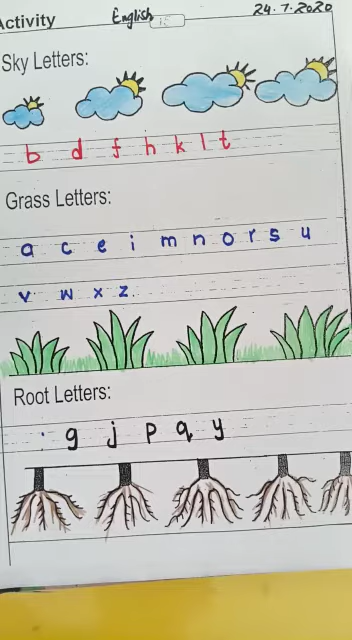 Activity English 24.7.2020
Sky Letters:
b d f h k l t
Grass Letters:
a c e i m n o r s u
v w x z.
Root Letters:
g j p q y